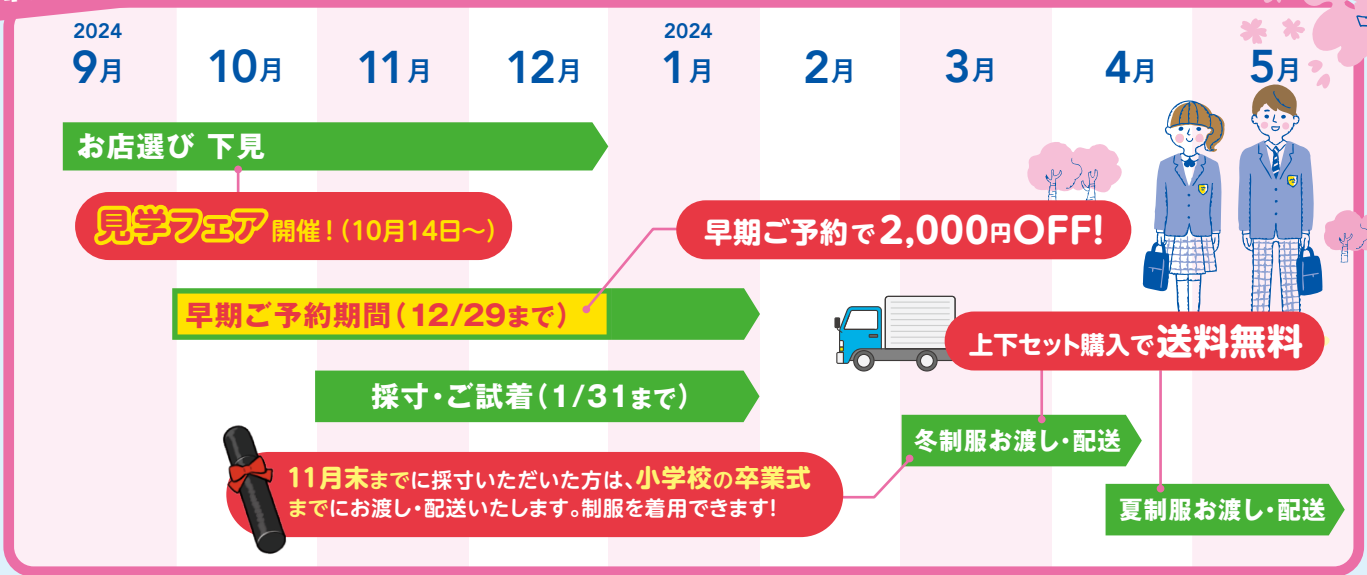 2024
9月
10月
11月
12月
2024
1月
2月
3月
4月
5月
お店選び 下見
見学フェア 開催！(10月14日～)
早期ご予約で2,000円OFF!
早期ご予約期間(12/29まで)
上下セット購入で送料無料
採寸・ご試着(1/31まで)
冬制服お渡し・配送
11月末までに採寸いただいた方は、小学校の卒業式
までにお渡し・配送いたします。制服を着用できます!
夏制服お渡し・配送